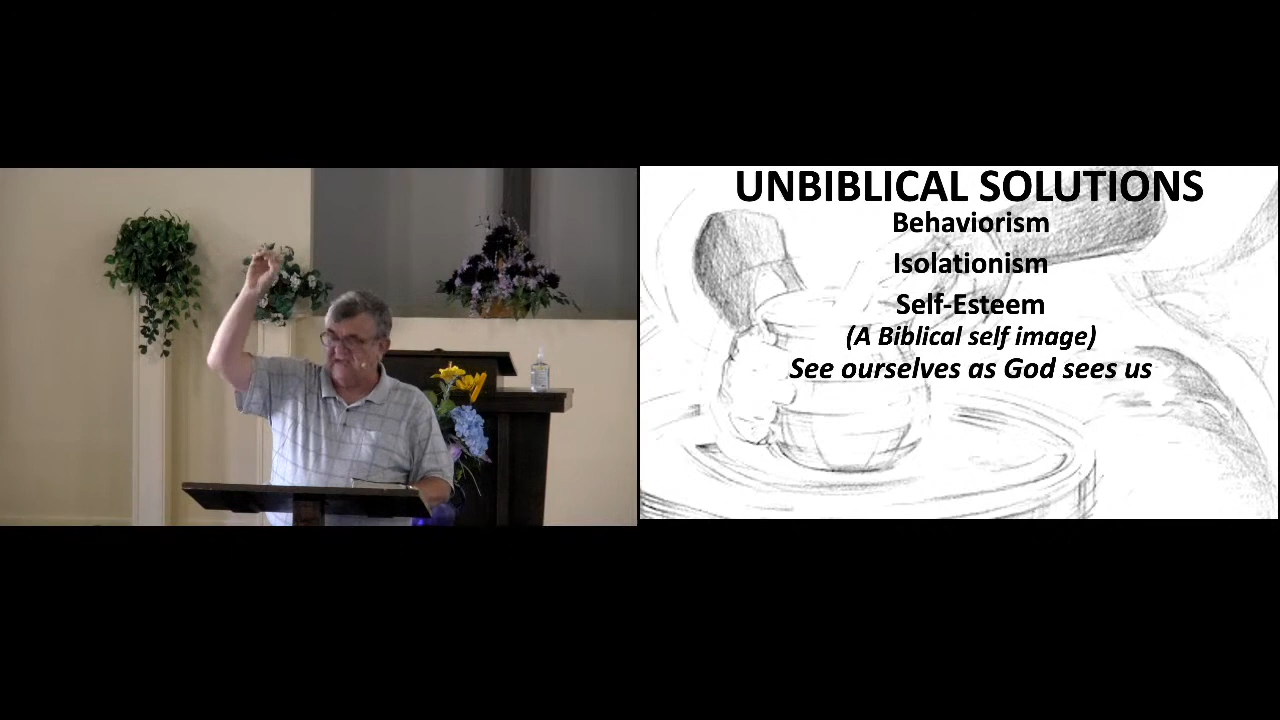 UNBIBLICAL SOLUTIONS
Behaviorism
Isolationism
Self-Esteem
(A Biblical self image)
See ourselves as God sees us